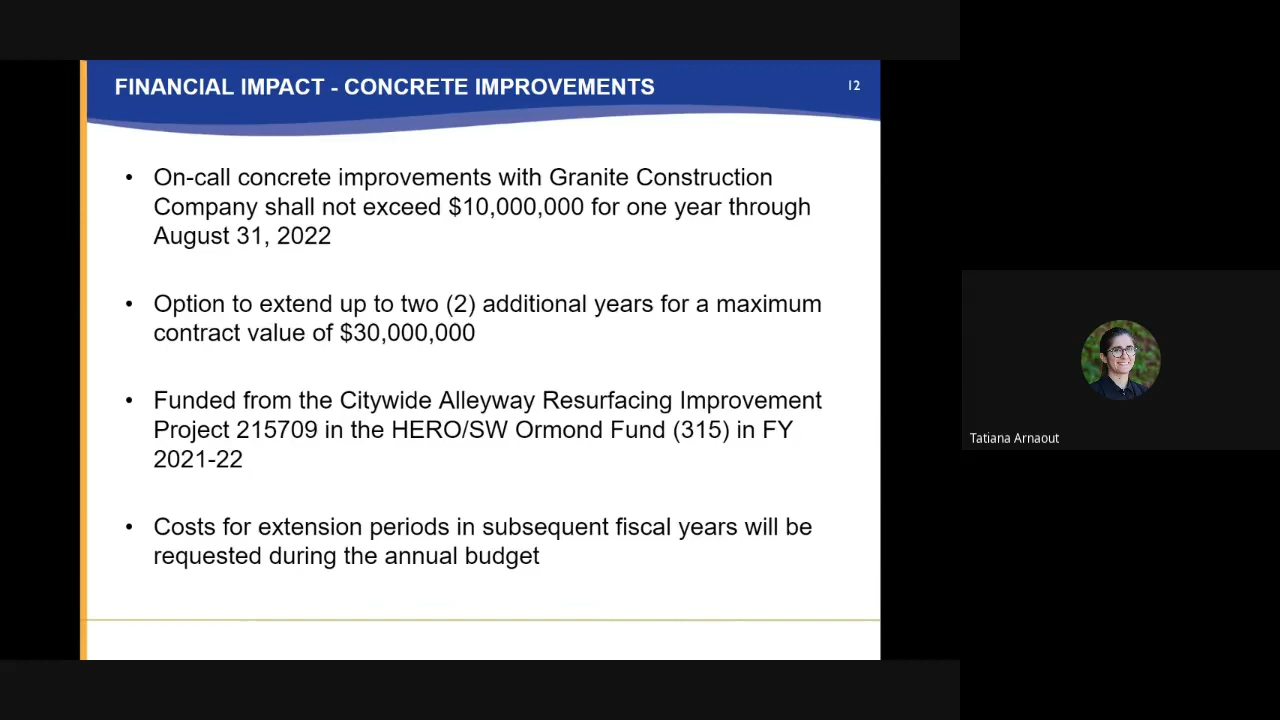 FINANCIAL IMPACT - CONCRETE IMPROVEMENTS
12
• On-call concrete improvements with Granite Construction
Company shall not exceed $10,000,000 for one year through
August 31, 2022
• Option to extend up to two (2) additional years for a maximum
contract value of $30,000,000
• Funded from the Citywide Alleyway Resurfacing Improvement
Project 215709 in the HERO/SW Ormond Fund (315) in FY
2021-22
• Costs for extension periods in subsequent fiscal years will be
requested during the annual budget
Tatiana Arnaout